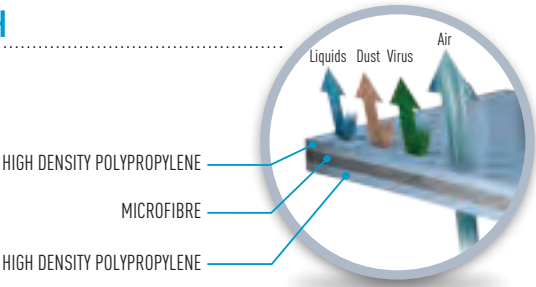 H
Air
Liquids Dust Virus
HIGH DENSITY POLYPROPYLENE
MICROFIBRE
HIGH DENSITY POLYPROPYLENE